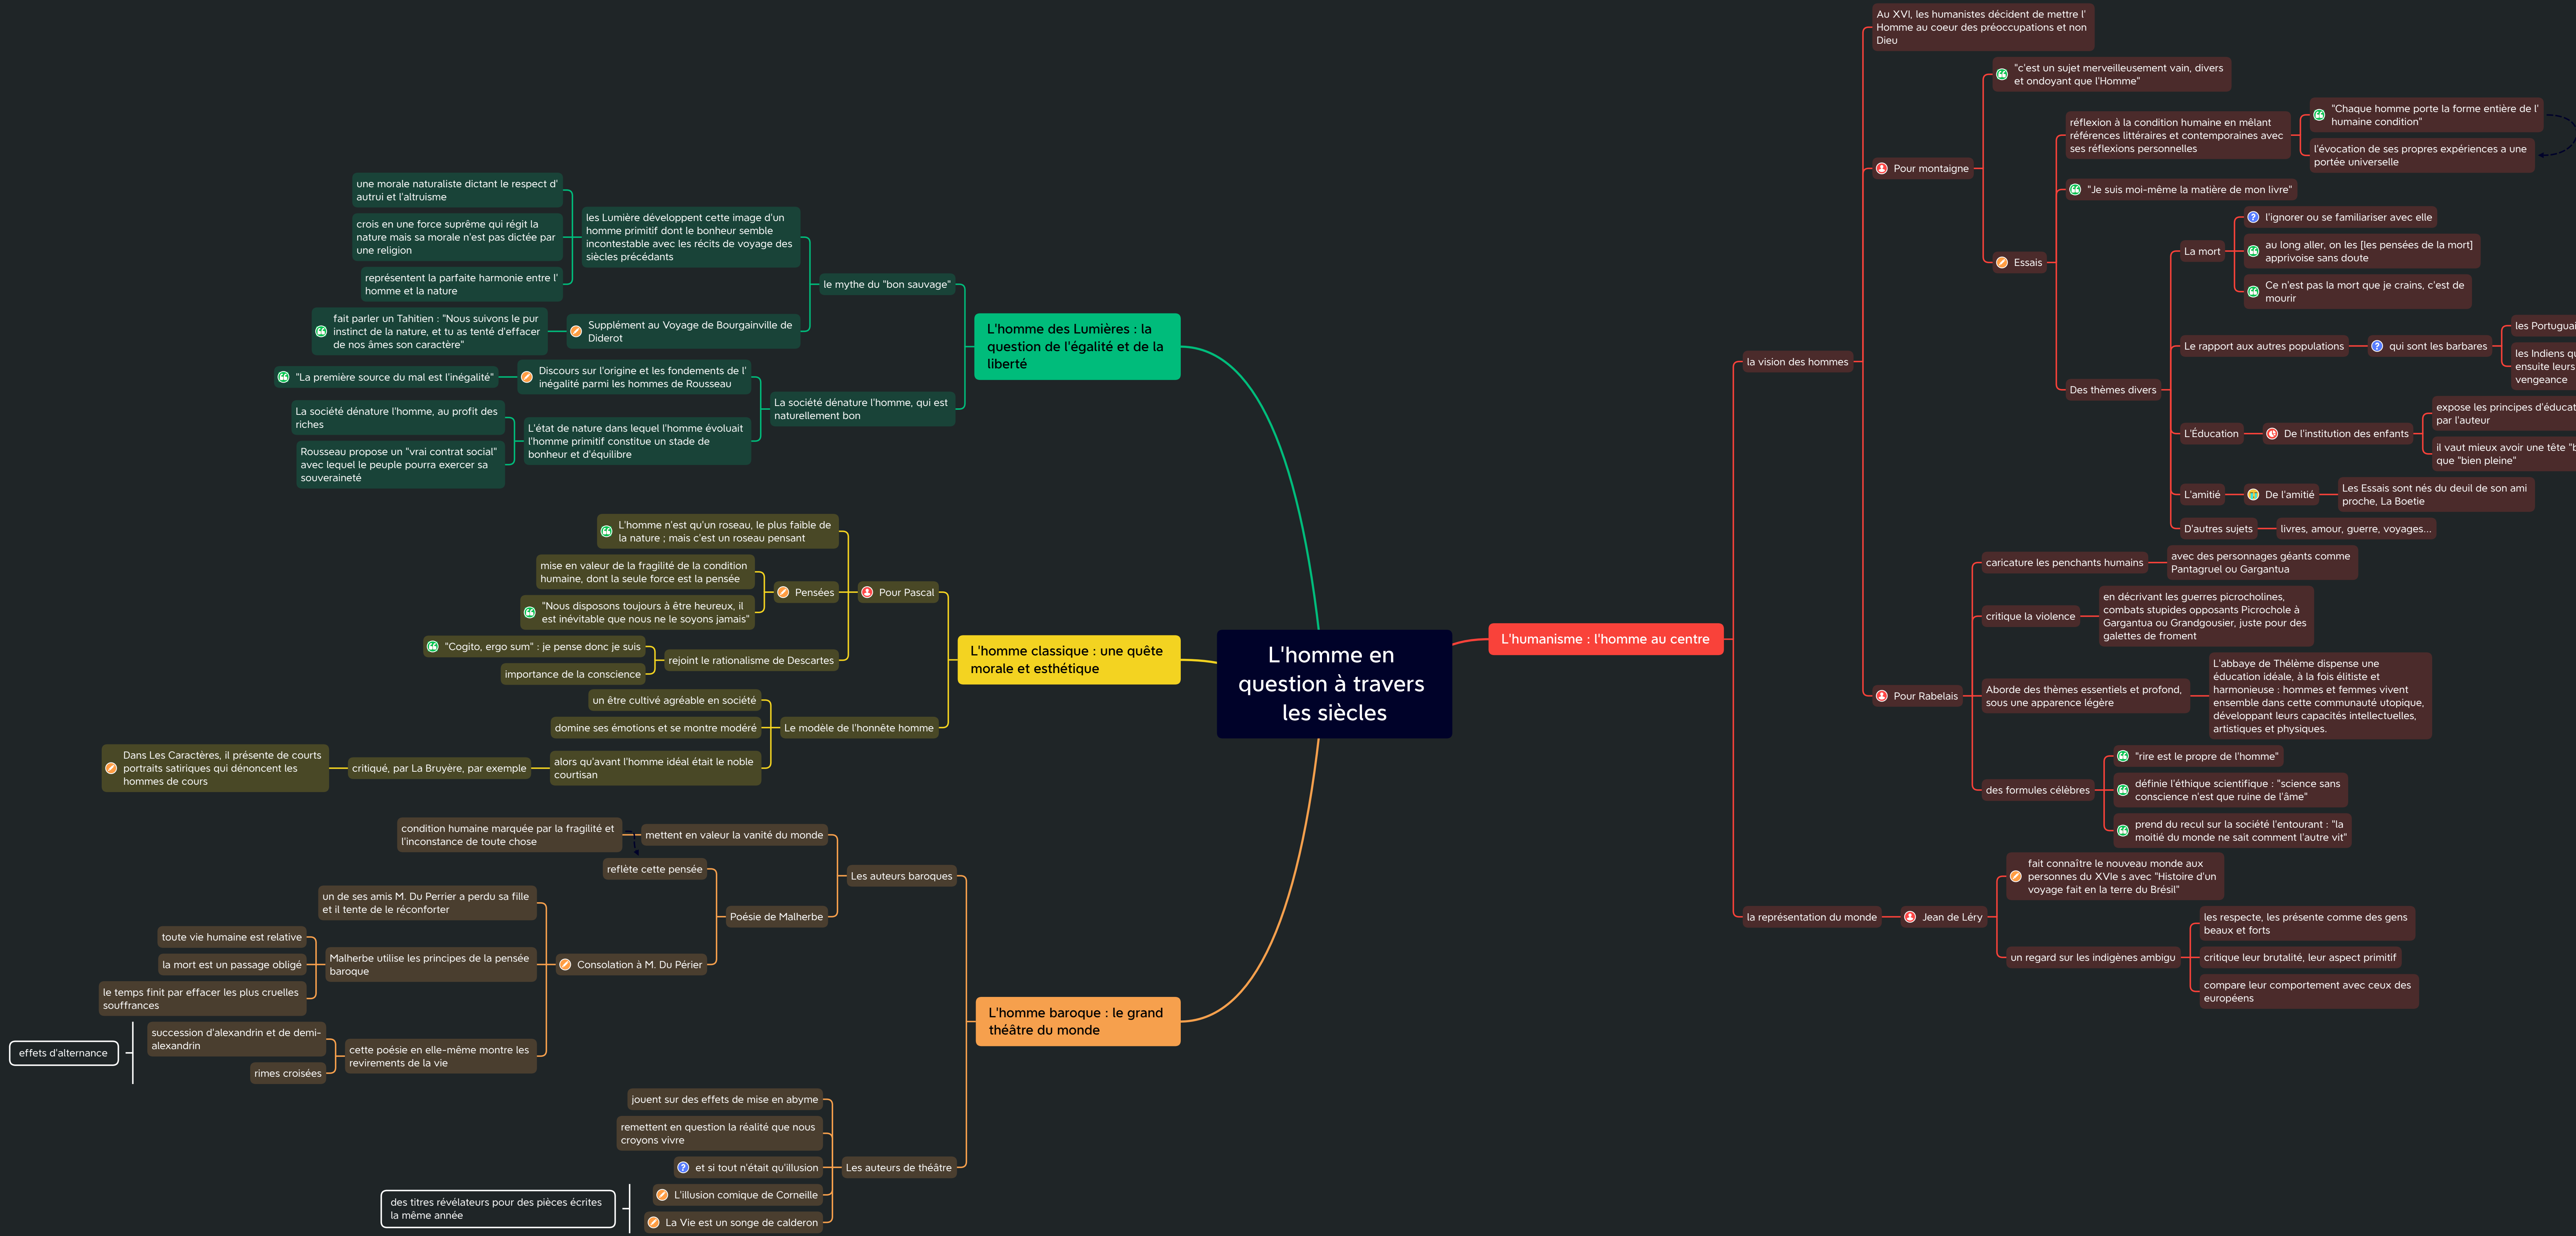 L'homme en
question à travers
les siècles
L'humanisme : l'homme au centre
la vision des hommes
Au XVI, les humanistes décident de mettre l'
Homme au coeur des préoccupations et non
Dieu
Pour montaigne
"c'est un sujet merveilleusement vain, divers
et ondoyant que l'Homme"
Essais
réflexion à la condition humaine en mêlant
références littéraires et contemporaines avec
ses réflexions personnelles
"Chaque homme porte la forme entière de l'
humaine condition"
l'évocation de ses propres expériences a une
portée universelle
"Je suis moi-même la matière de mon livre"
Des thèmes divers
La mort
l'ignorer ou se familiariser avec elle
au long aller, on les [les pensées de la mort]
apprivoise sans doute
Ce n'est pas la mort que je crains, c'est de
mourir
Le rapport aux autres populations
qui sont les barbares
les
les Indiens
ensuite leurs
vengeance
L'Éducation
De l'institution des enfants
expose les principes
par l'auteur
il vaut mieux avoir une tête
que "bien pleine"
L'amitié
De l'amitié
Les Essais sont nés du deuil de son ami
proche, La Boetie
D'autres sujets
livres, amour, guerre, voyages...
Pour Rabelais
caricature les penchants humains
avec des personnages géants comme
Pantagruel ou Gargantua
critique la violence
en décrivant les guerres picrocholines,
combats stupides opposants Picrochole à
Gargantua ou Grandgousier, juste pour des
galettes de froment
Aborde des thèmes essentiels et profond,
sous une apparence légère
L'abbaye de Thélème dispense une
éducation idéale, à la fois élitiste et
harmonieuse : hommes et femmes vivent
ensemble dans cette communauté utopique,
développant leurs capacités intellectuelles,
artistiques et physiques.
des formules célèbres
"rire est le propre de l'homme"
définie l'éthique scientifique : "science sans
conscience n'est que ruine de l'âme"
prend du recul sur la société l'entourant : "la
moitié du monde ne sait comment l'autre vit"
la représentation du monde
Jean de Léry
fait connaître le nouveau monde aux
personnes du XVIe s avec "Histoire d'un
voyage fait en la terre du Brésil"
un regard sur les indigènes ambigu
les respecte, les présente comme des gens
beaux et forts
critique leur brutalité, leur aspect primitif
compare leur comportement avec ceux des
européens
L'homme des Lumières : la
question de l'égalité et de la
liberté
le mythe du "bon sauvage"
les Lumière développent cette image d'un
homme primitif dont le bonheur semble
incontestable avec les récits de voyage des
siècles précédants
une morale naturaliste dictant le respect d'
autrui et l'altruisme
crois en une force suprême qui régit la
nature mais sa morale n'est pas dictée par
une religion
représentent la parfaite harmonie entre l'
homme et la nature
Supplément au Voyage de Bourgainville de
Diderot
fait parler un Tahitien : "Nous suivons le pur
instinct de la nature, et tu as tenté d'effacer
de nos âmes son caractère"
La société dénature l'homme, qui est
naturellement bon
Discours sur l'origine et les fondements de l'
inégalité parmi les hommes de Rousseau
"La première source du mal est l'inégalité"
L'état de nature dans lequel l'homme évoluait
l'homme primitif constitue un stade de
bonheur et d'équilibre
La société dénature l'homme, au profit des
riches
Rousseau propose un "vrai contrat social"
avec lequel le peuple pourra exercer sa
souveraineté
L'homme classique : une quête
morale et esthétique
Pour Pascal
L'homme n'est qu'un roseau, le plus faible de
la nature ; mais c'est un roseau pensant
Pensées
mise en valeur de la fragilité de la condition
humaine, dont la seule force est la pensée
"Nous disposons toujours à être heureux, il
est inévitable que nous ne le soyons jamais"
rejoint le rationalisme de Descartes
"Cogito, ergo sum" : je pense donc je suis
importance de la conscience
Le modèle de l'honnête homme
un être cultivé agréable en société
domine ses émotions et se montre modéré
alors qu'avant l'homme idéal était le noble
courtisan
critiqué, par La Bruyère, par exemple
Dans Les Caractères, il présente de courts
portraits satiriques qui dénoncent les
hommes de cours
L'homme baroque : le grand
théâtre du monde
Les auteurs baroques
mettent en valeur la vanité du monde
condition humaine marquée par la fragilité et
l'inconstance de toute chose
Poésie de Malherbe
reflète cette pensée
Consolation à M. Du Périer
un de ses amis M. Du Perrier a perdu sa fille
et il tente de le réconforter
Malherbe utilise les principes de la pensée
baroque
toute vie humaine est relative
la mort est un passage obligé
le temps finit par effacer les plus cruelles
souffrances
cette poésie en elle-même montre les
revirements de la vie
succession d'alexandrin et de demi-
alexandrin
rimes croisées
effets d'alternance
Les auteurs de théâtre
jouent sur des effets de mise en abyme
remettent en question la réalité que nous
croyons vivre
et si tout n'était qu'illusion
L'illusion comique de Corneille
La Vie est un songe de calderon
des titres révélateurs pour des pièces écrites
la même année